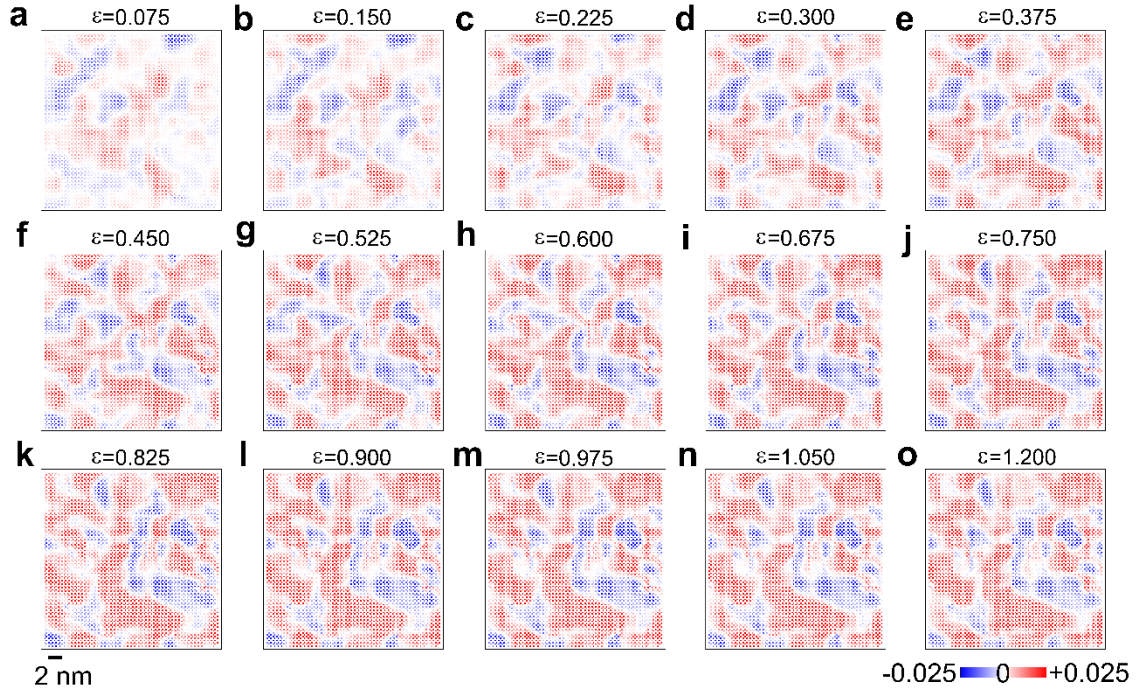 a ε=0.075 b ε=0.150 c ε=0.225 d ε=0.300 e ε=0.375
f ε=0.450 g ε=0.525 h ε=0.600 i ε=0.675 j ε=0.750
k ε=0.825 l ε=0.900 m ε=0.975 n ε=1.050 o ε=1.200
2 nm -0.025 0 +0.025